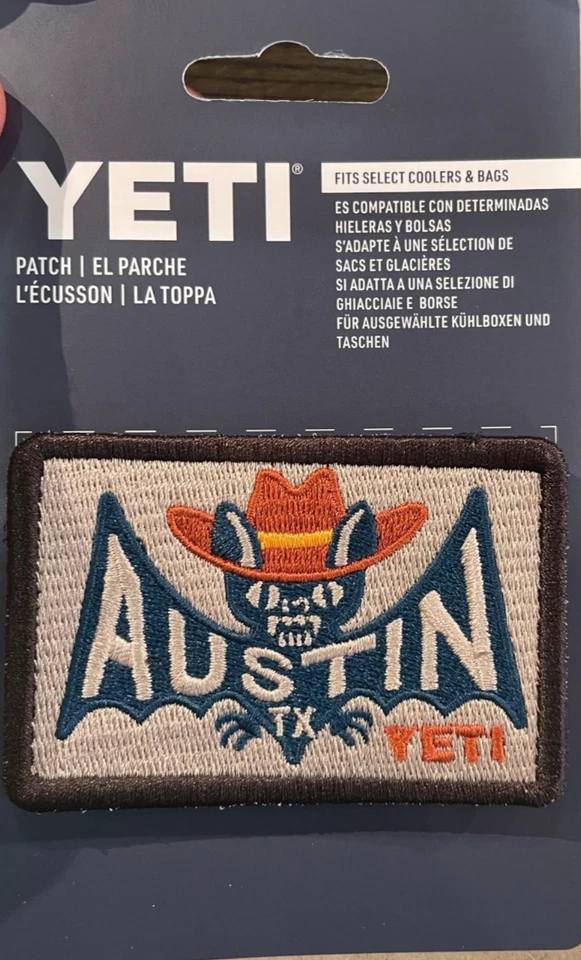 YETI®
PATCH | EL PARCHE
L'ÉCUSSON | LA TOPPA
FITS SELECT COOLERS & BAGS
ES COMPATIBLE CON DETERMINADAS
HIELERAS Y BOLSAS
S'ADAPTE À UNE SÉLECTION DE
SACS ET GLACIÈRES
SI ADATTA A UNA SELEZIONE DI
GHIACCIAIE E BORSE
FÜR AUSGEWÄHLTE KÜHLBOXEN UND
TASCHEN
AUSTIN
TX
YETI